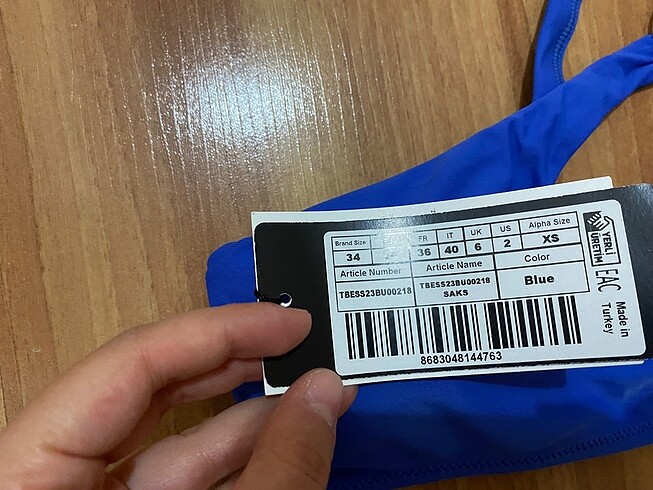 Brand Size FR IT UK US Alpha Size
34 36 40 6 2 XS
Article Number Article Name Color
TBESS23BU00218 TBESS23BU00218 Blue
SAKS
8683048144763
YERLİ
ÜRETİM
EAC
Made in
Turkey